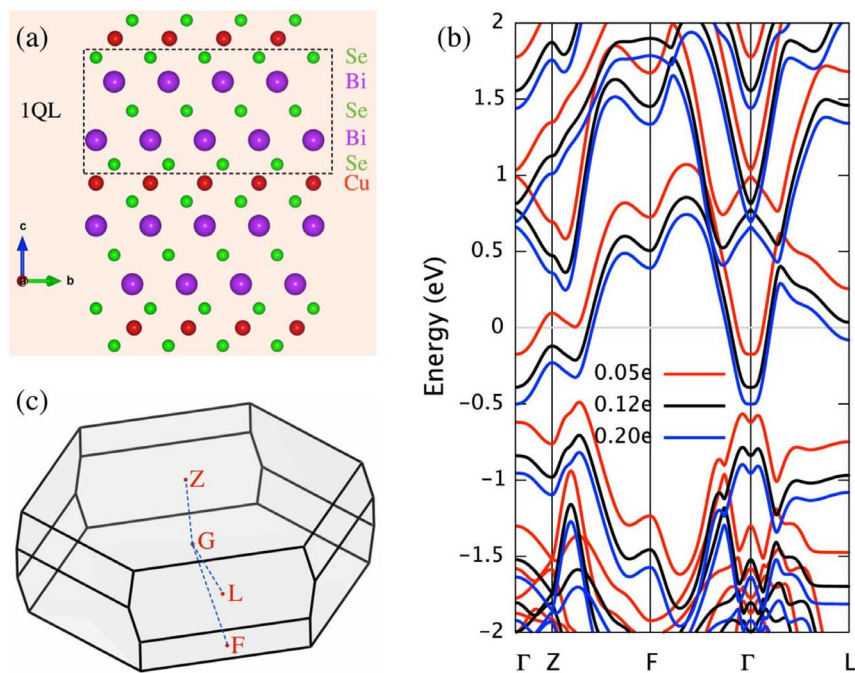 (a)
Se
Bi
1QL
Se
Bi
Se
Cu
c
a
b
(b)
2
1.5
1
0.5
0
−0.5
−1
−1.5
−2
Energy (eV)
0.05e
0.12e
0.20e
Γ Z F Γ L
(c)
Z
G
L
F